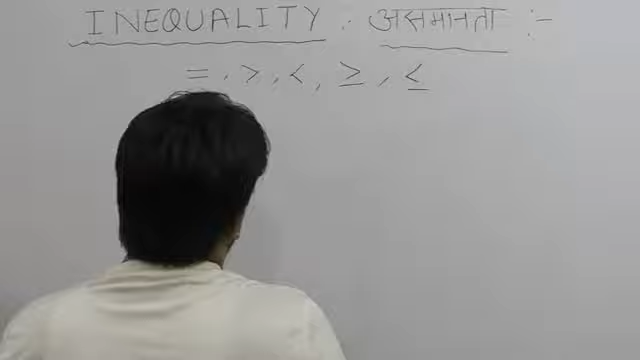 INEQUALITY . असमानता :-
= , > , < , ≥ , ≤